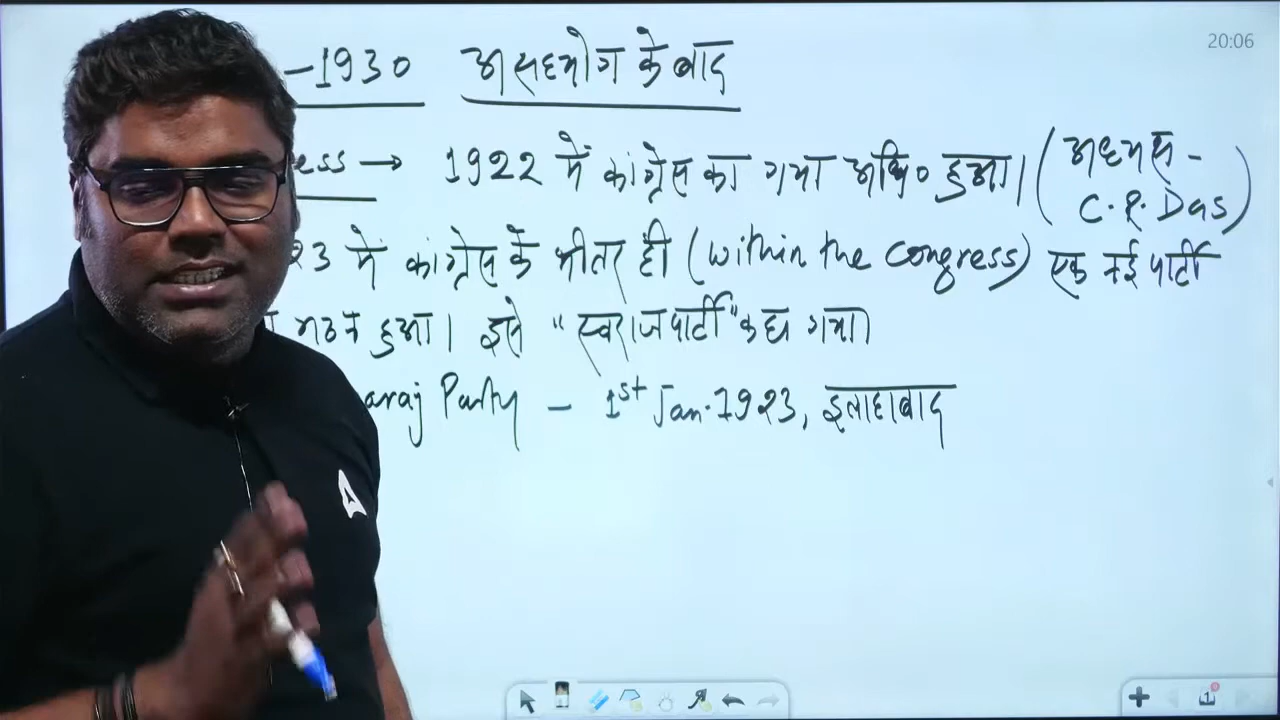 20:06
–1930 असहयोग के बाद
ess → 1922 में कांग्रेस का गया अधि० हुआ। (अध्यक्ष - C.R.Das)
23 में कांग्रेस के भीतर ही (within the congress) एक नई पार्टी
गठन हुआ। इसे "स्वराजपार्टी" कहा गया।
araj Party – 1st Jan. 1923, इलाहाबाद